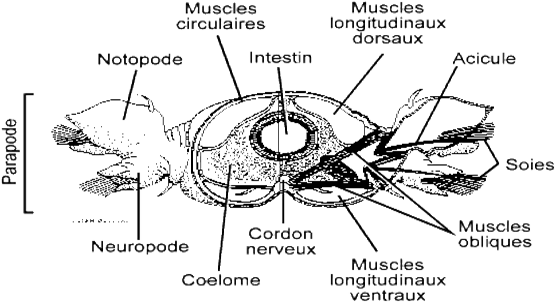 Muscles
circulaires
Muscles
longitudinaux
dorsaux
Notopode
Intestin
Acicule
Parapode
Soies
Neuropode
Cordon
nerveux
Muscles
obliques
Coelome
Muscles
longitudinaux
ventraux